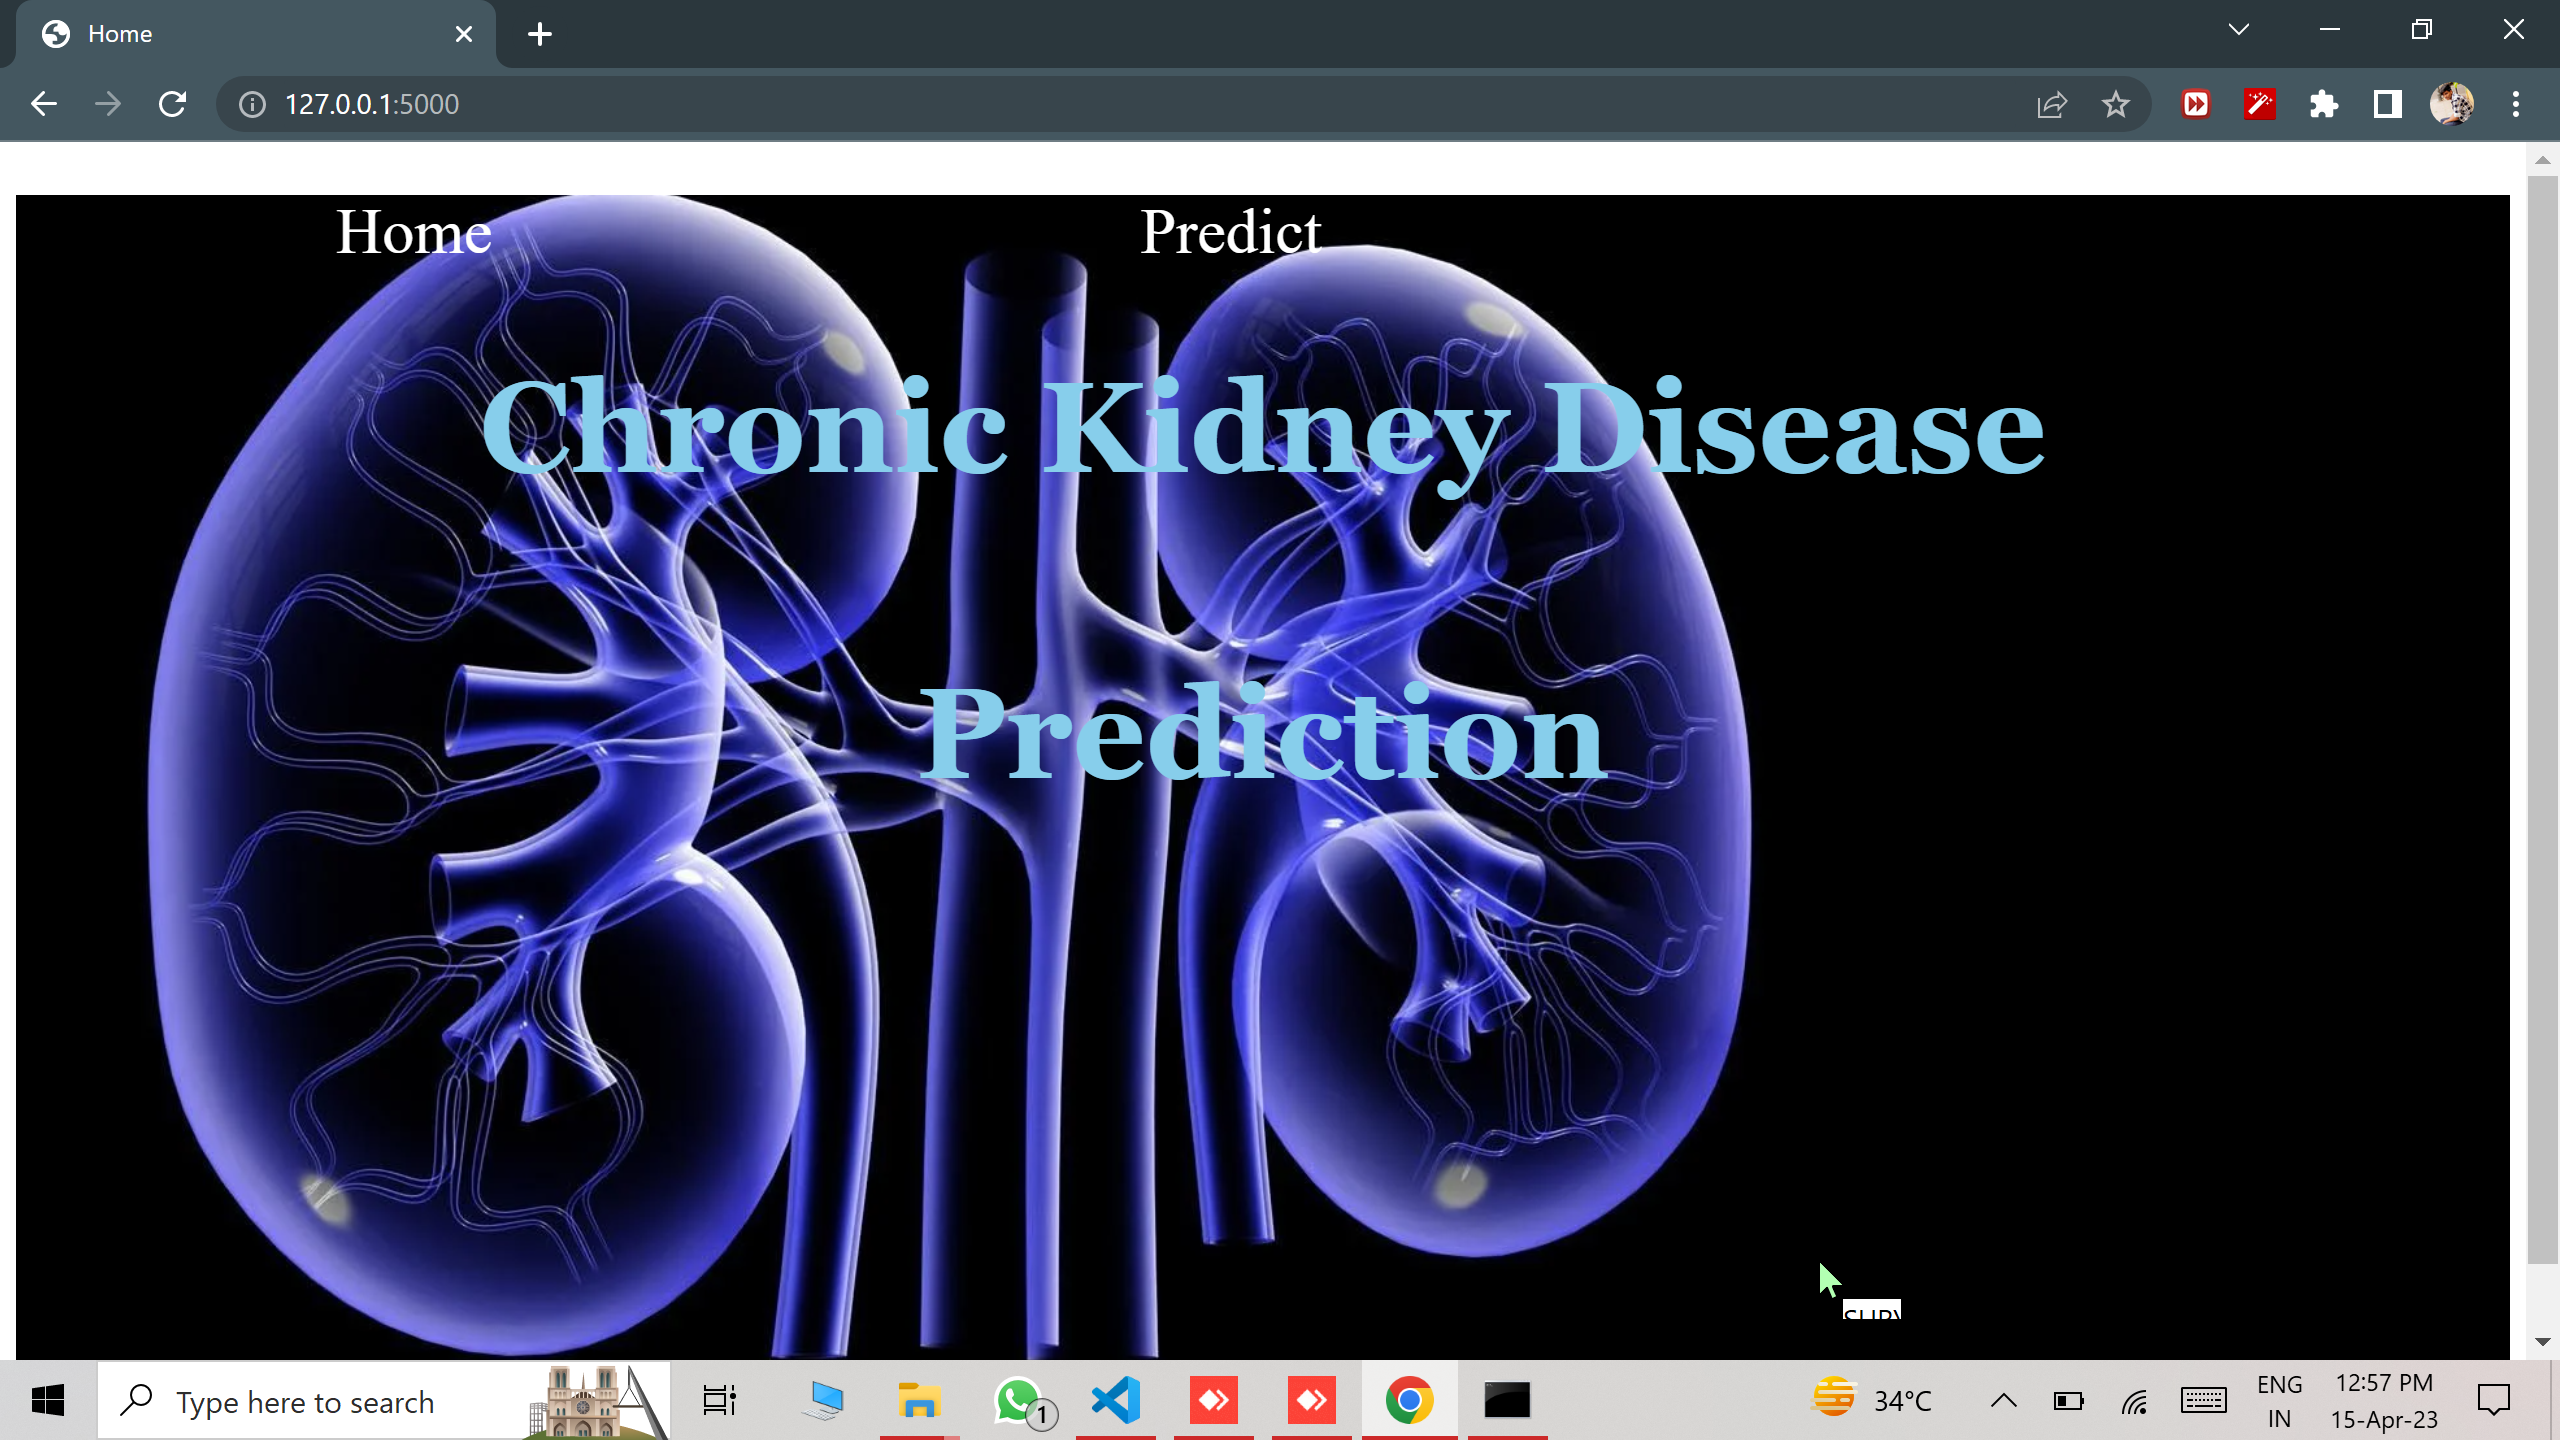 Home
127.0.0.1:5000
Home Predict
Chronic Kidney Disease
Prediction
Type here to search
1
34°C
ENG
IN
12:57 PM
15-Apr-23